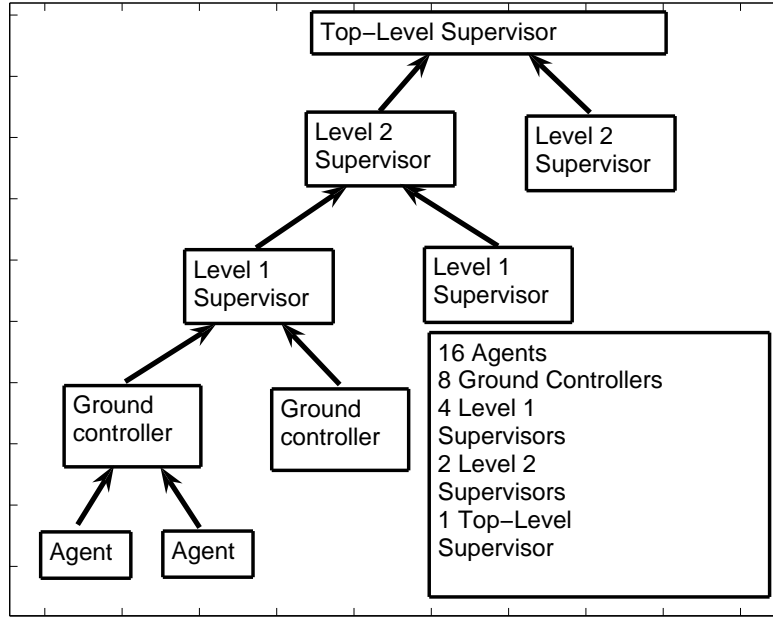 Top−Level Supervisor
Level 2
Supervisor
Level 2
Supervisor
Level 1
Supervisor
Level 1
Supervisor
Ground
controller
Ground
controller
Agent
Agent
16 Agents
8 Ground Controllers
4 Level 1
Supervisors
2 Level 2
Supervisors
1 Top−Level
Supervisor